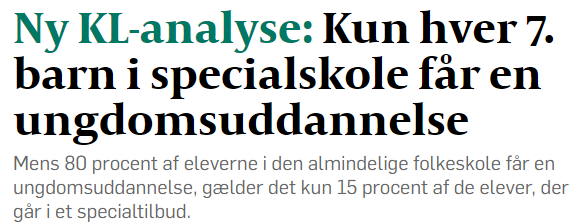 Ny KL-analyse: Kun hver 7.
barn i specialskole får en
ungdomsuddannelse
Mens 80 procent af eleverne i den almindelige folkeskole får en
ungdomsuddannelse, gælder det kun 15 procent af de elever, der
går i et specialtilbud.